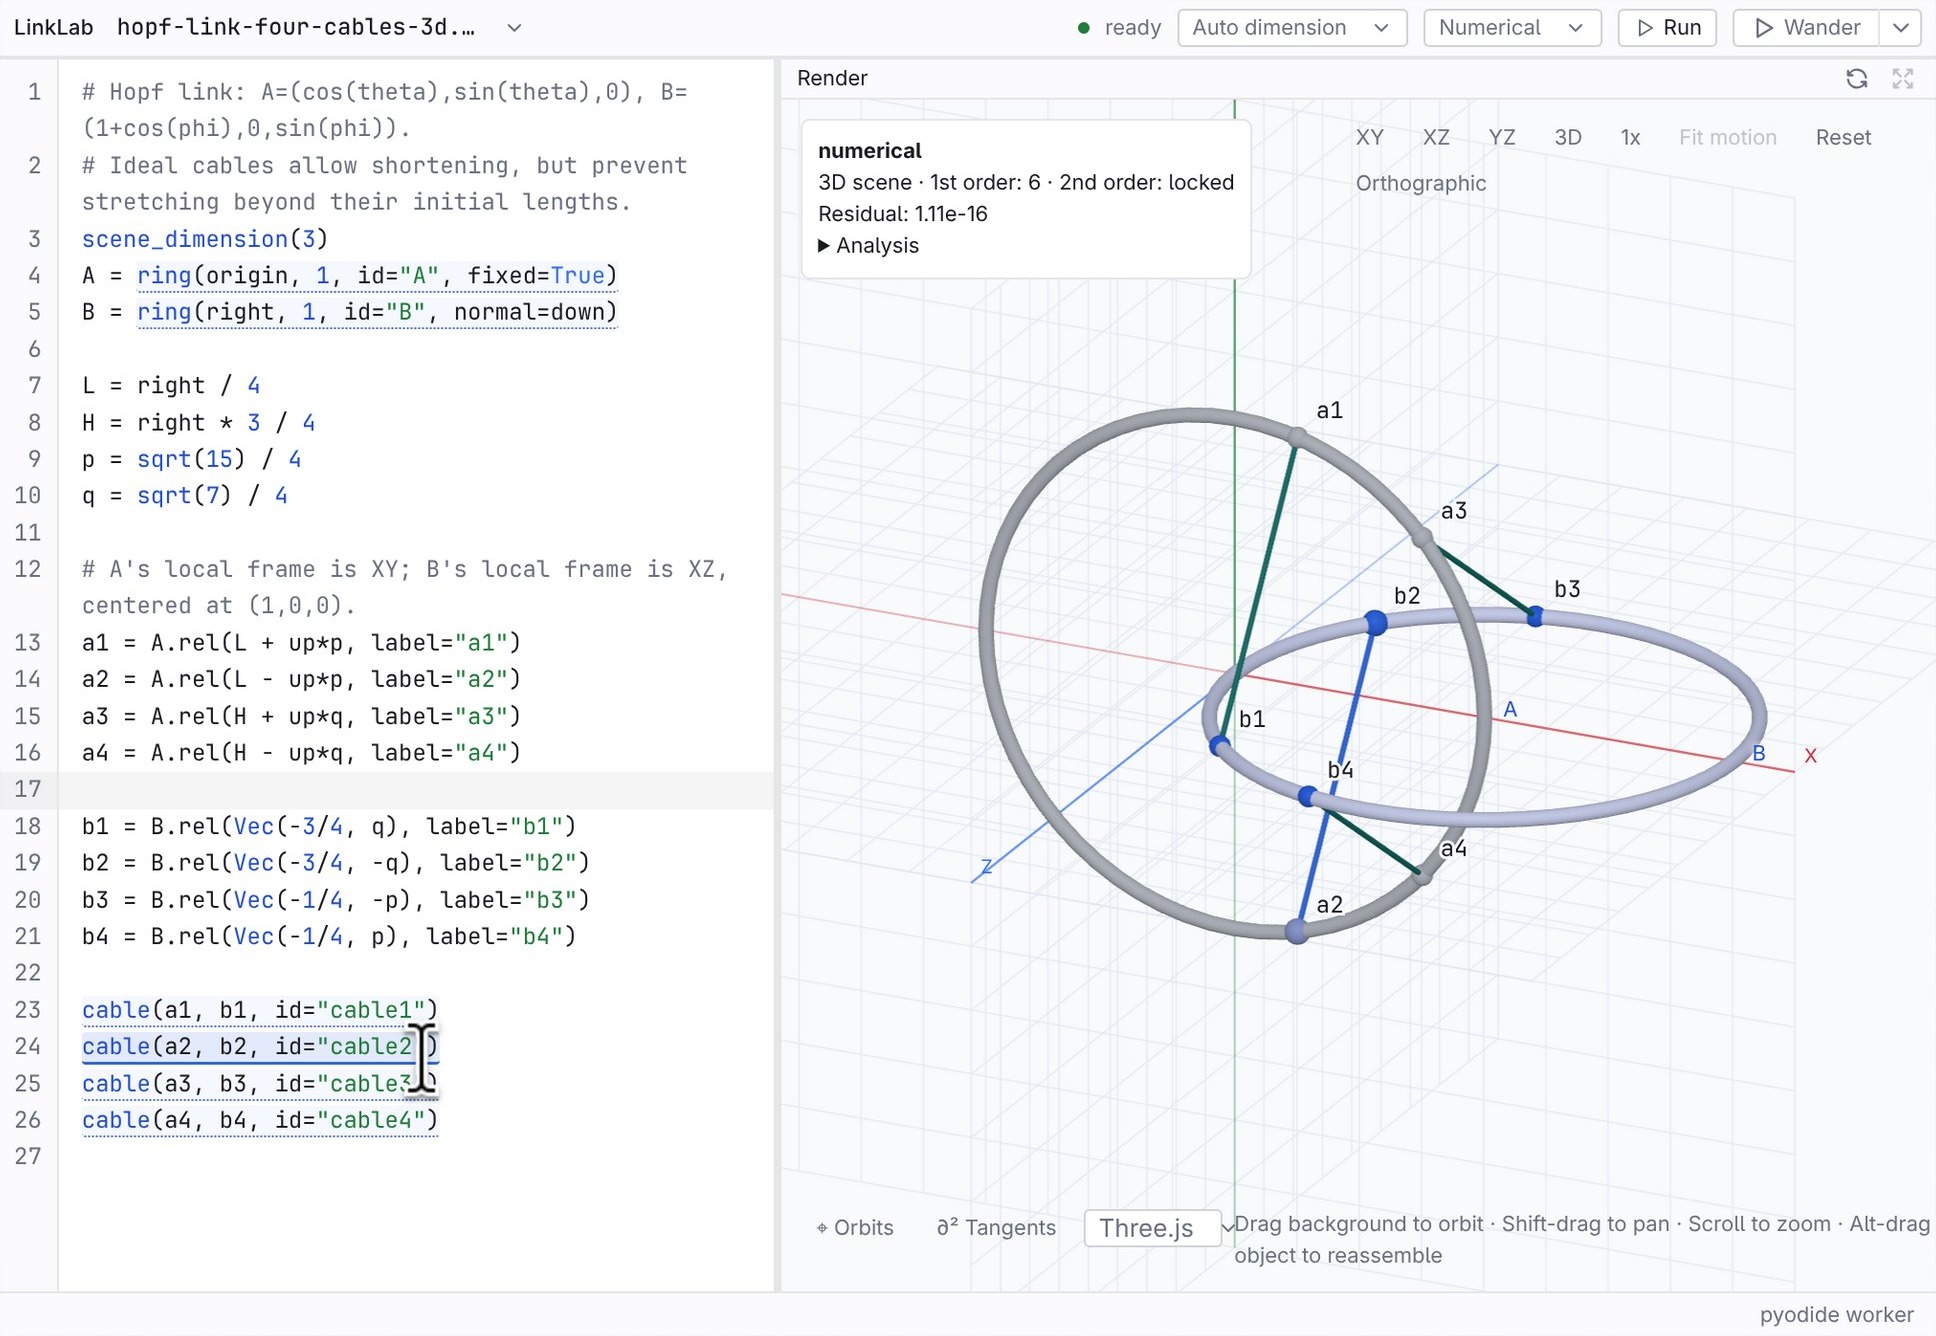 LinkLab hopf-link-four-cables-3d.… ready Auto dimension Numerical Run Wander
1 # Hopf link: A=(cos(theta),sin(theta),0), B=
(1+cos(phi),0,sin(phi)).
2 # Ideal cables allow shortening, but prevent
stretching beyond their initial lengths.
3 scene_dimension(3)
4 A = ring(origin, 1, id="A", fixed=True)
5 B = ring(right, 1, id="B", normal=down)
6
7 L = right / 4
8 H = right * 3 / 4
9 p = sqrt(15) / 4
10 q = sqrt(7) / 4
11
12 # A's local frame is XY; B's local frame is XZ,
centered at (1,0,0).
13 a1 = A.rel(L + up*p, label="a1")
14 a2 = A.rel(L - up*p, label="a2")
15 a3 = A.rel(H + up*q, label="a3")
16 a4 = A.rel(H - up*q, label="a4")
17
18 b1 = B.rel(Vec(-3/4, q), label="b1")
19 b2 = B.rel(Vec(-3/4, -q), label="b2")
20 b3 = B.rel(Vec(-1/4, -p), label="b3")
21 b4 = B.rel(Vec(-1/4, p), label="b4")
22
23 cable(a1, b1, id="cable1")
24 cable(a2, b2, id="cable2")
25 cable(a3, b3, id="cable3")
26 cable(a4, b4, id="cable4")
27
Render
numerical
3D scene · 1st order: 6 · 2nd order: locked
Residual: 1.11e-16
▶ Analysis
XY XZ YZ 3D 1x Fit motion Reset
Orthographic
a1
a3
b3
b2
A
b1
B X
b4
a4
Z
a2
⌖ Orbits ∂² Tangents Three.js
Drag background to orbit · Shift-drag to pan · Scroll to zoom · Alt-drag
object to reassemble
pyodide worker